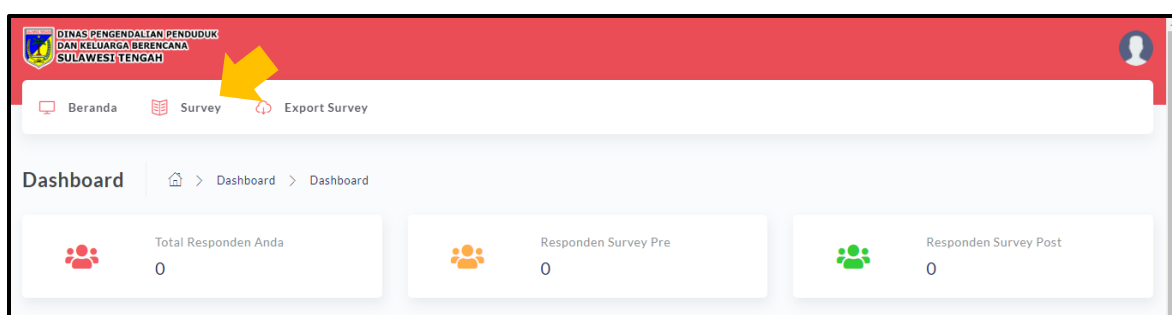 DINAS PENGENDALIAN PENDUDUK
DAN KELUARGA BERENCANA
SULAWESI TENGAH
Beranda Survey Export Survey
Dashboard Dashboard > Dashboard
Total Responden Anda
0
Responden Survey Pre
0
Responden Survey Post
0